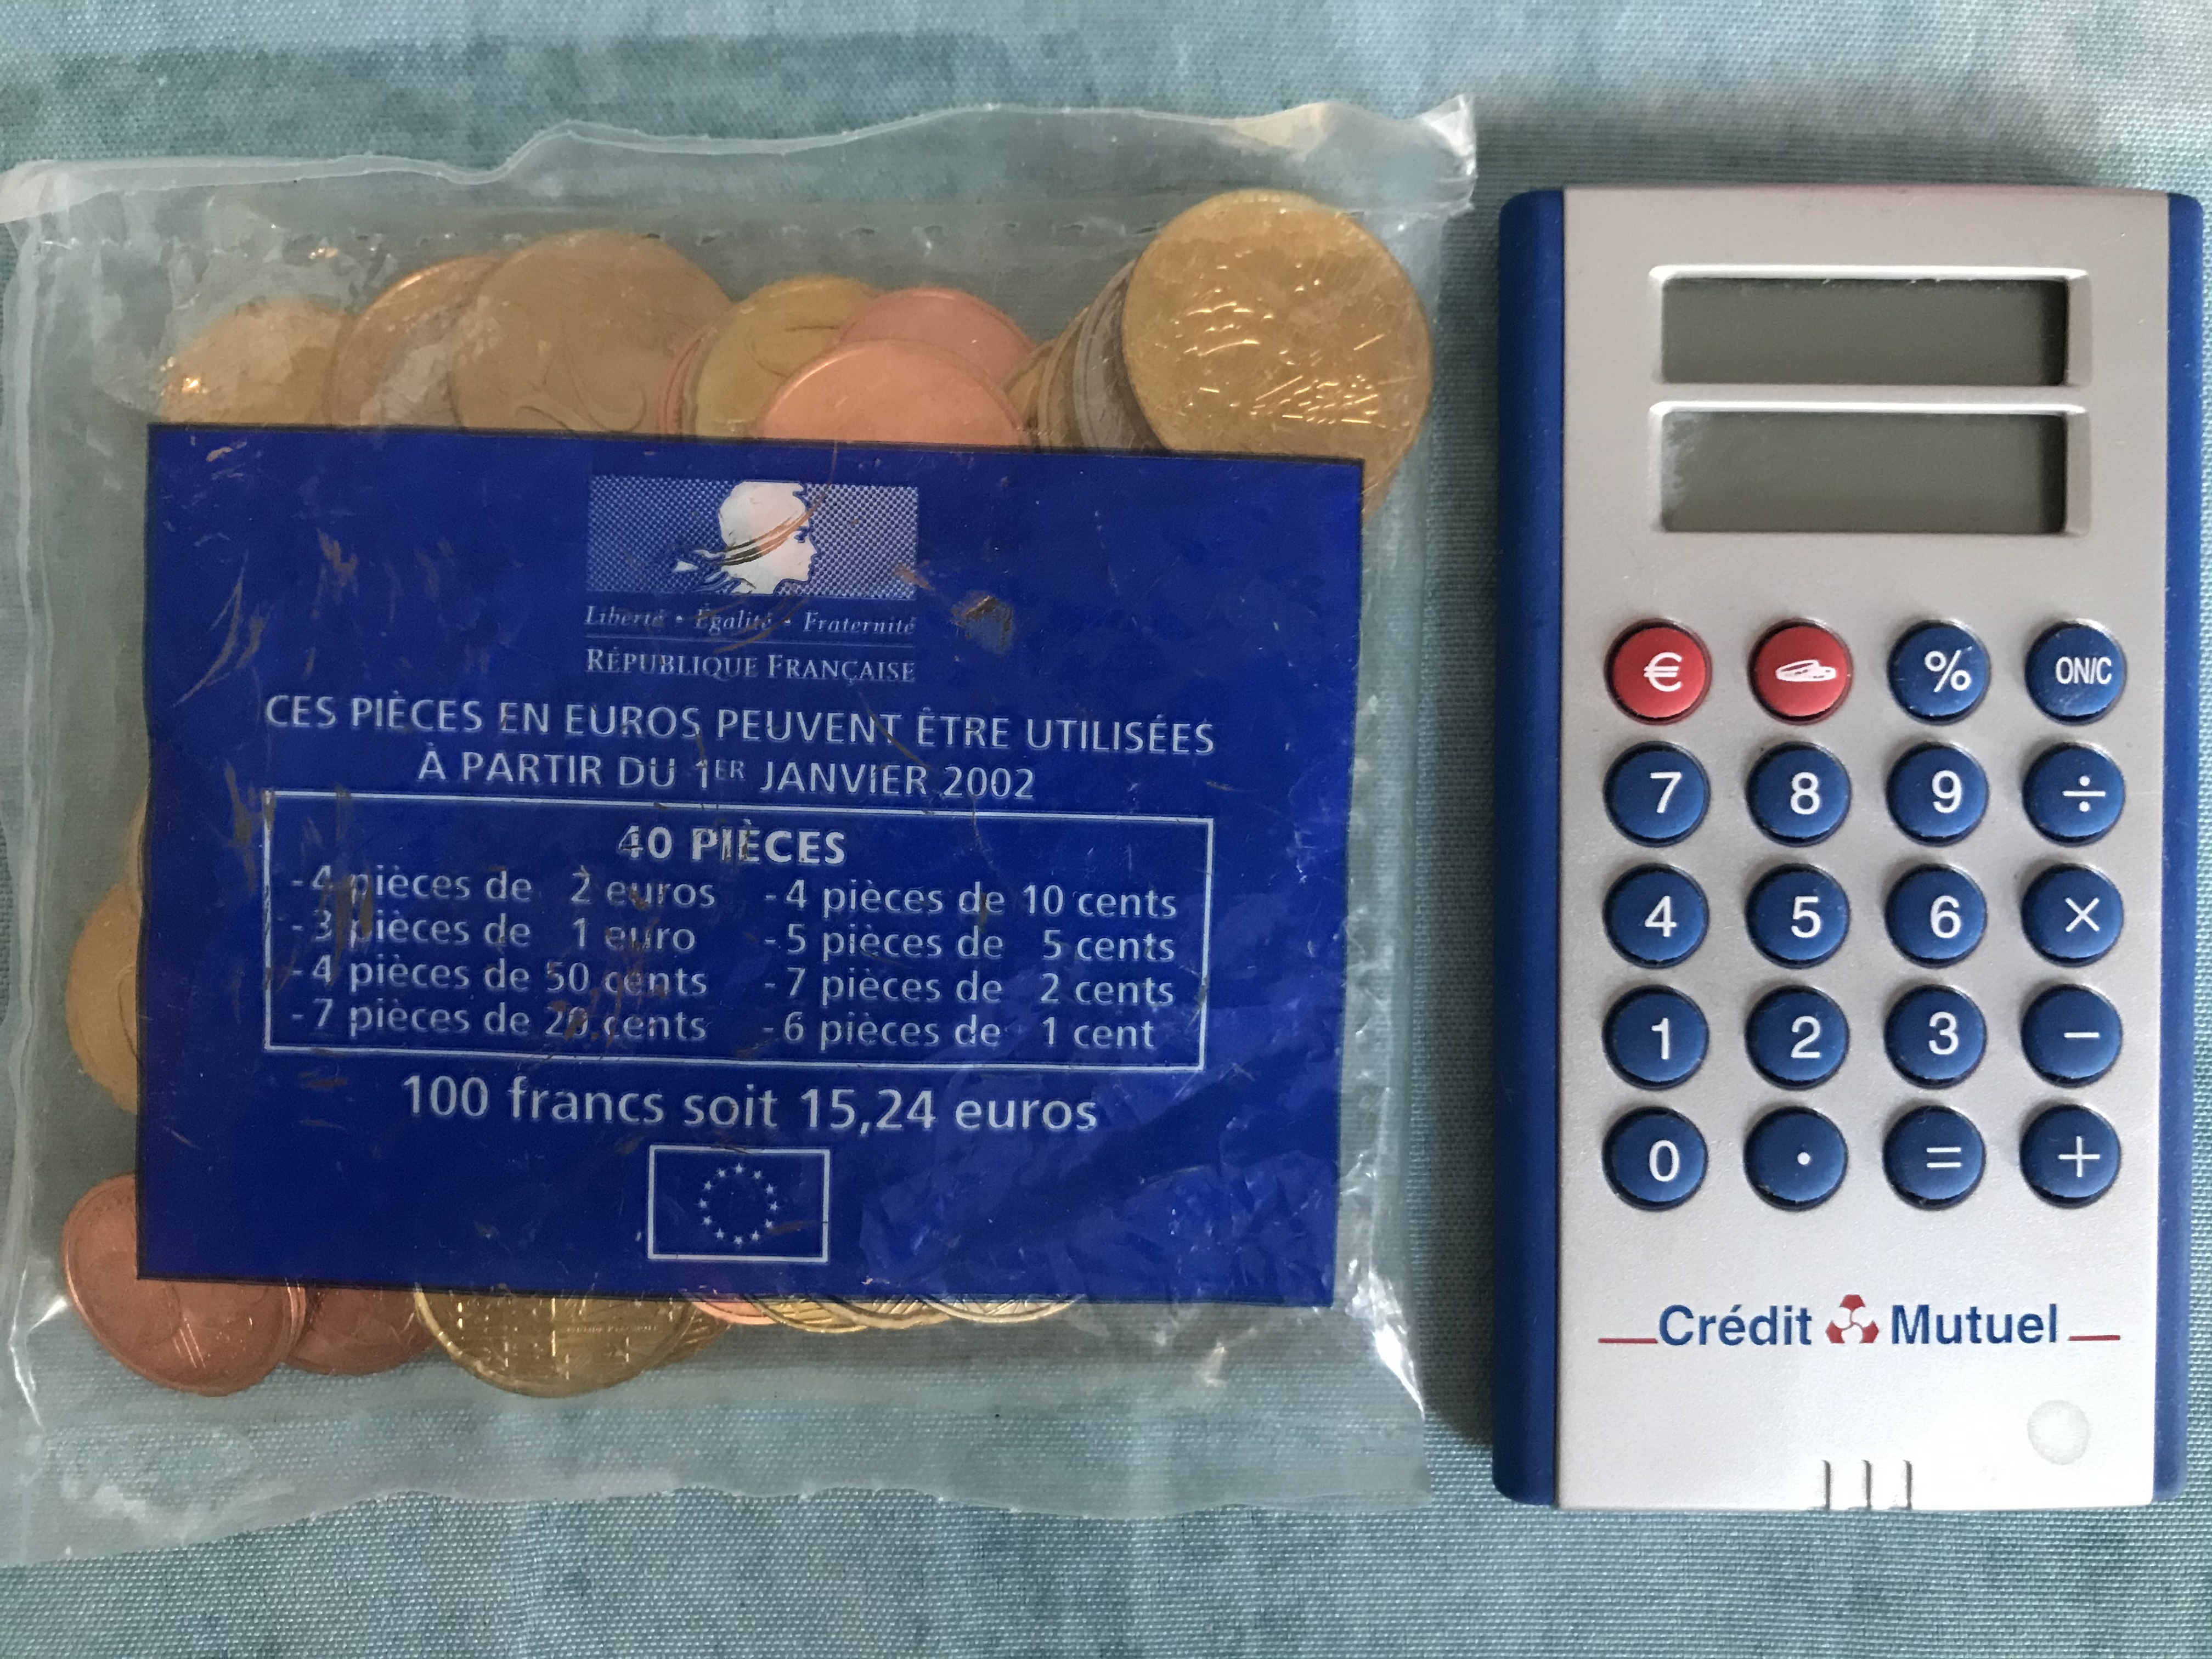 Liberté • Égalité • Fraternité
RÉPUBLIQUE FRANÇAISE
CES PIÈCES EN EUROS PEUVENT ÊTRE UTILISÉES
À PARTIR DU 1ER JANVIER 2002
40 PIÈCES
- 4 pièces de 2 euros
- 3 pièces de 1 euro
- 4 pièces de 50 cents
- 7 pièces de 20 cents
- 4 pièces de 10 cents
- 5 pièces de 5 cents
- 7 pièces de 2 cents
- 6 pièces de 1 cent
100 francs soit 15,24 euros
€ % ON/C
7 8 9 ÷
4 5 6 ×
1 2 3 −
0 . = +
Crédit Mutuel